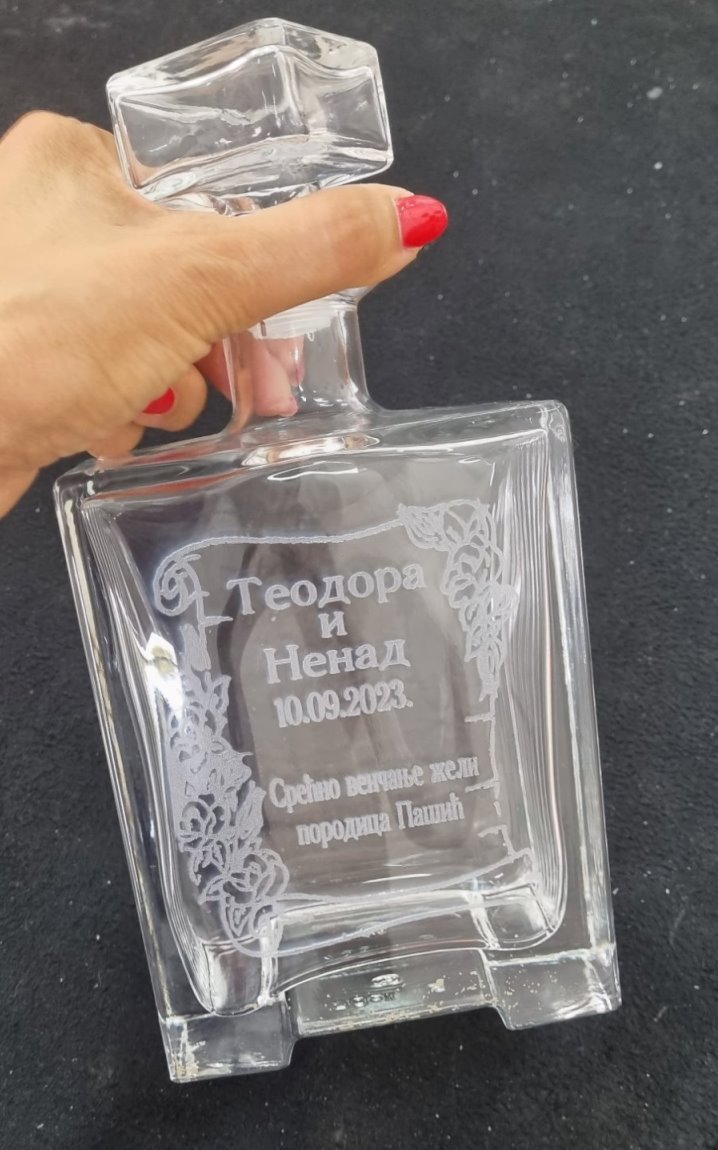 Теодора
и
Ненад
10.09.2023.
Срећно венчање жели
породица Пашић